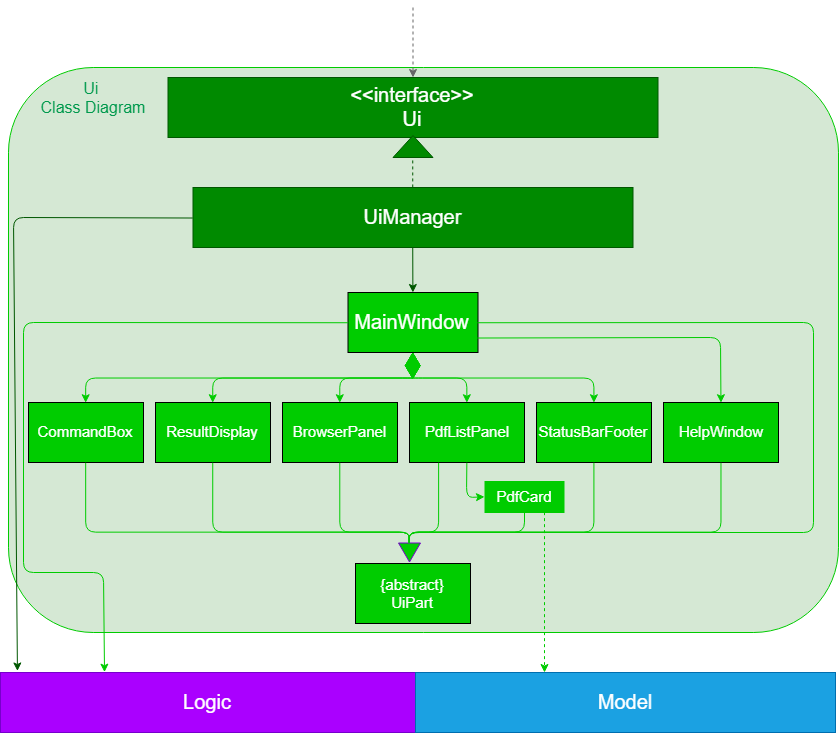 Ui
Class Diagram
<<interface>>
Ui
UiManager
MainWindow
CommandBox
ResultDisplay
BrowserPanel
PdfListPanel
StatusBarFooter
HelpWindow
PdfCard
{abstract}
UiPart
Logic
Model